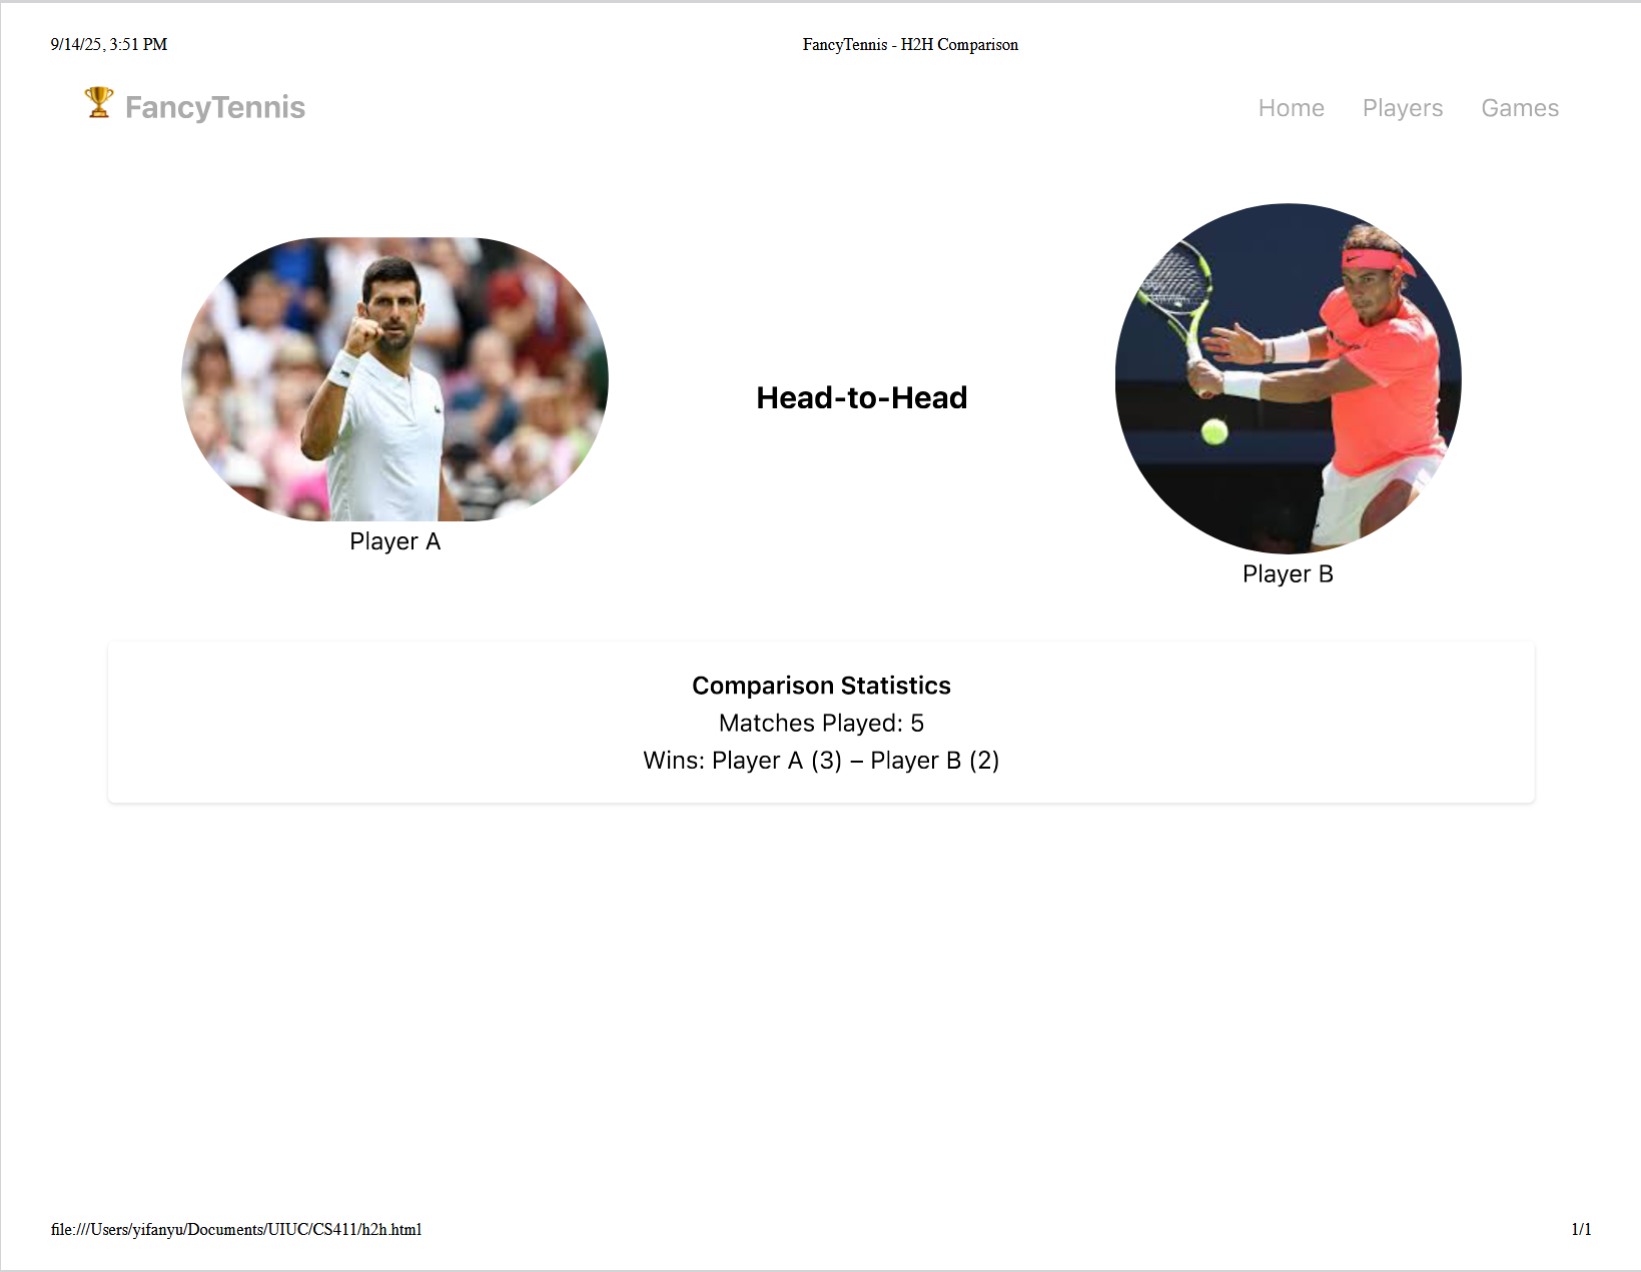 9/14/25, 3:51 PM
FancyTennis - H2H Comparison
FancyTennis
Home
Players
Games
Head-to-Head
Player A
Player B
Comparison Statistics
Matches Played: 5
Wins: Player A (3) – Player B (2)
file:///Users/yifanyu/Documents/UIUC/CS411/h2h.html
1/1